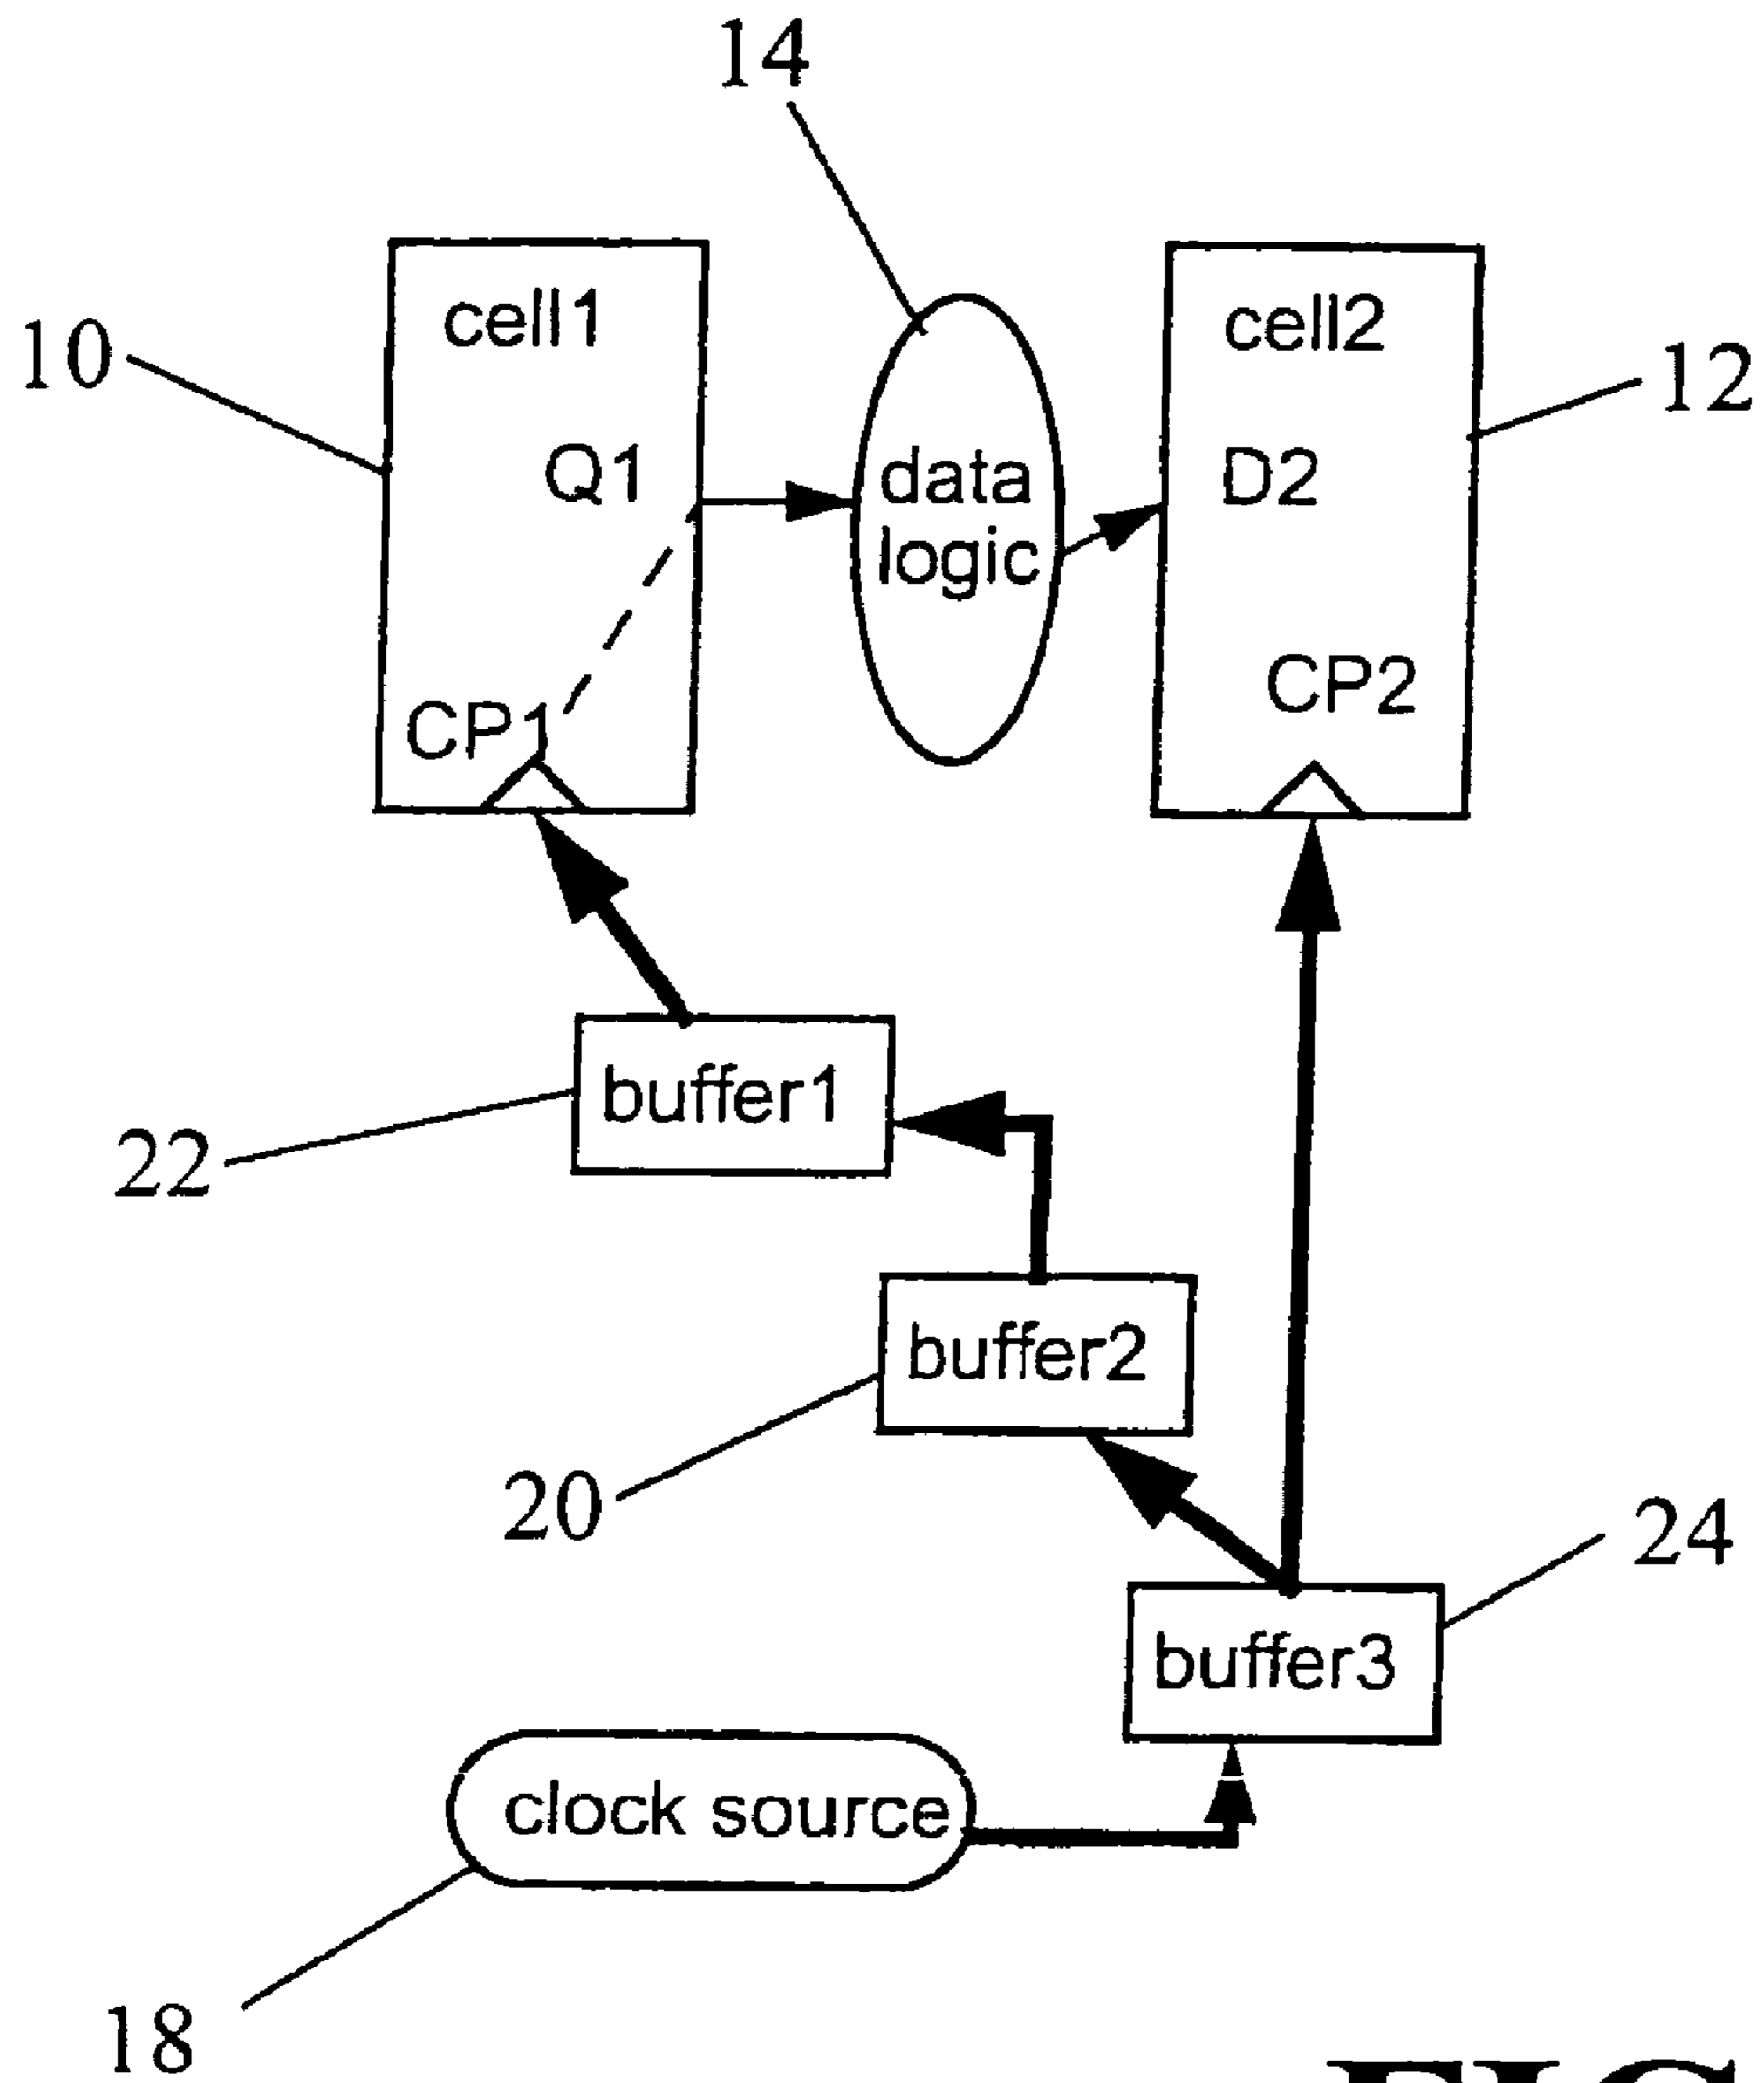 14
cell1
cell2
10
12
Q1
data
logic
D2
CP1
CP2
buffer1
22
buffer2
20
24
buffer3
clock source
18